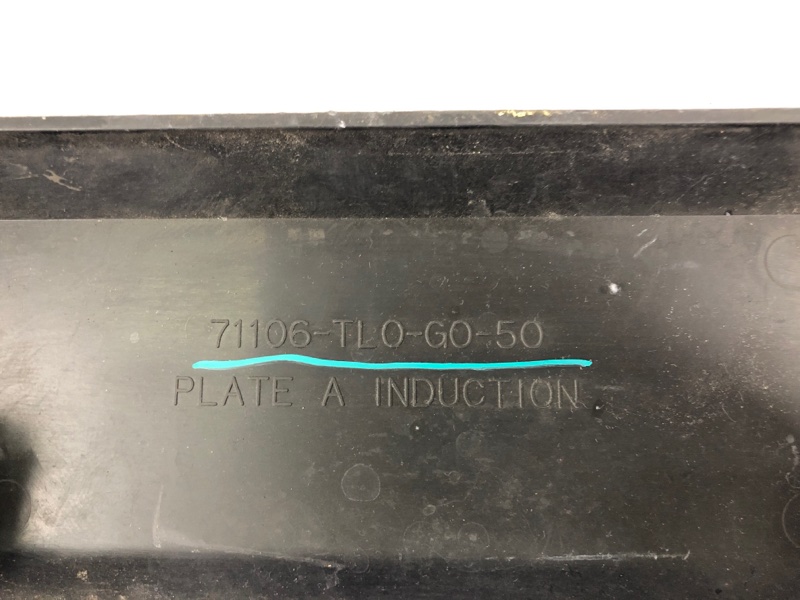 71106-TL0-G0-50
PLATE A INDUCTION